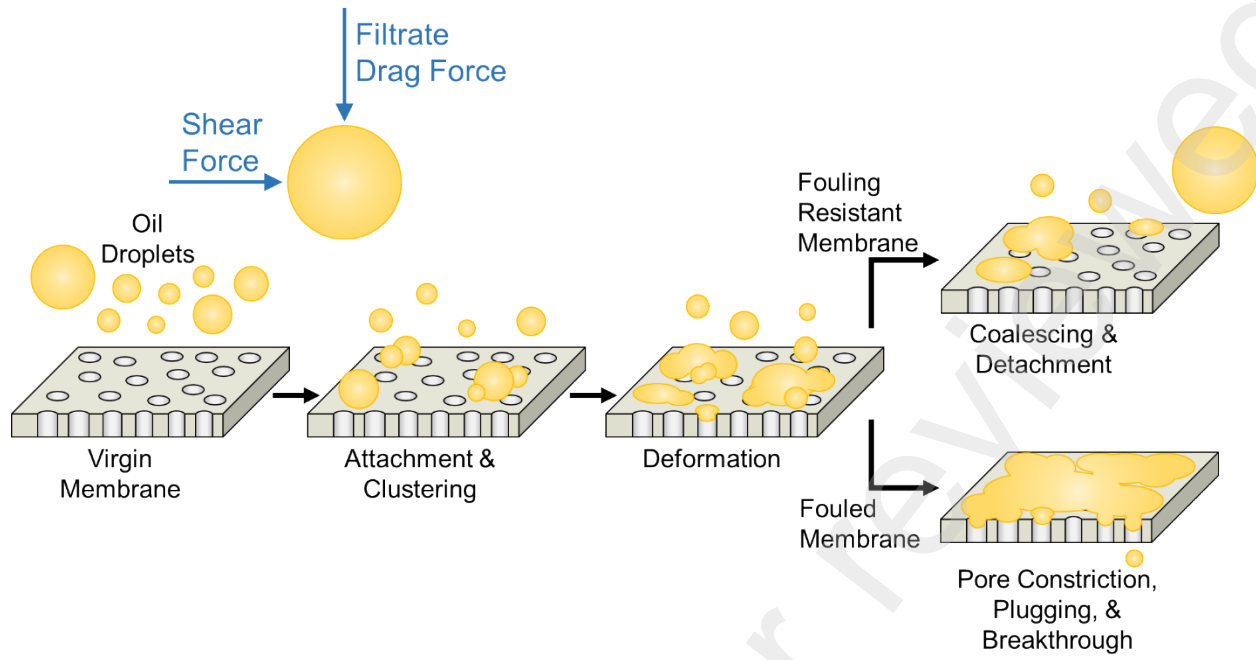 Filtrate
Drag Force
Shear
Force
Oil
Droplets
Virgin
Membrane
Attachment &
Clustering
Deformation
Fouling
Resistant
Membrane
Coalescing &
Detachment
Fouled
Membrane
Pore Constriction,
Plugging, &
Breakthrough
r reviewed